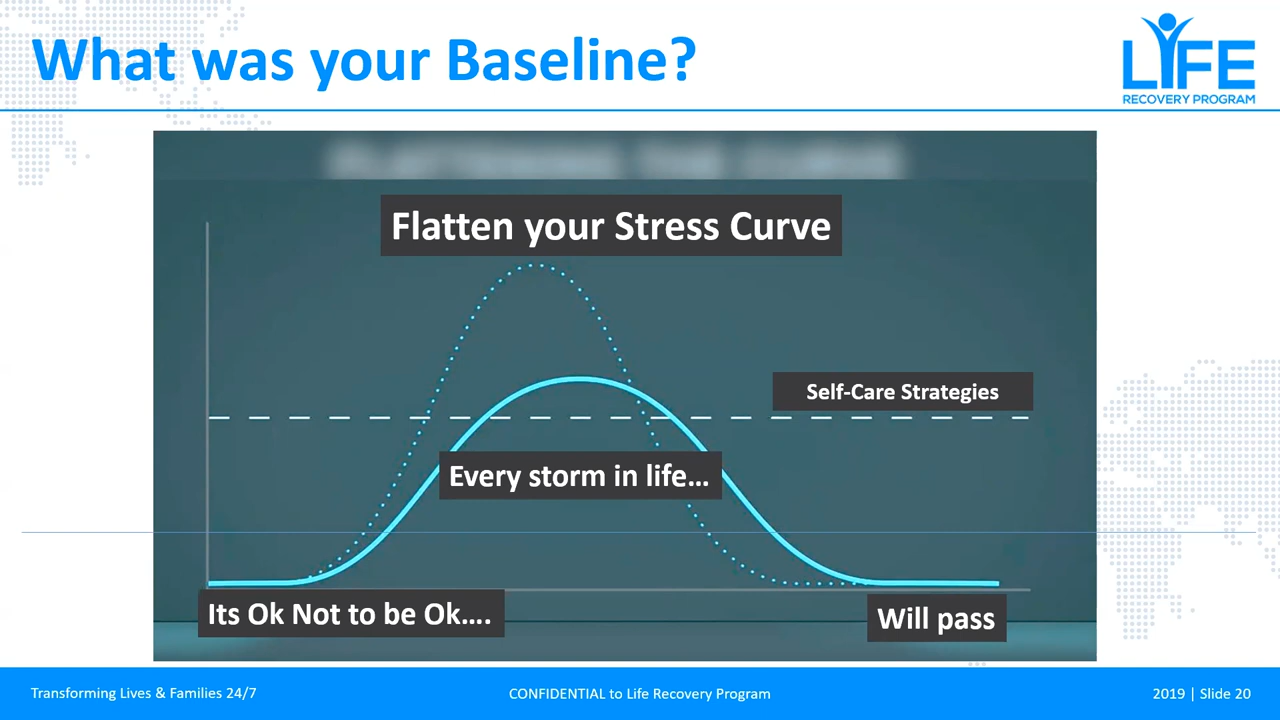 What was your Baseline?
LIFE
RECOVERY PROGRAM
Flatten your Stress Curve
Self-Care Strategies
Every storm in life...
Its Ok Not to be Ok....
Will pass
Transforming Lives & Families 24/7
CONFIDENTIAL to Life Recovery Program
2019 | Slide 20